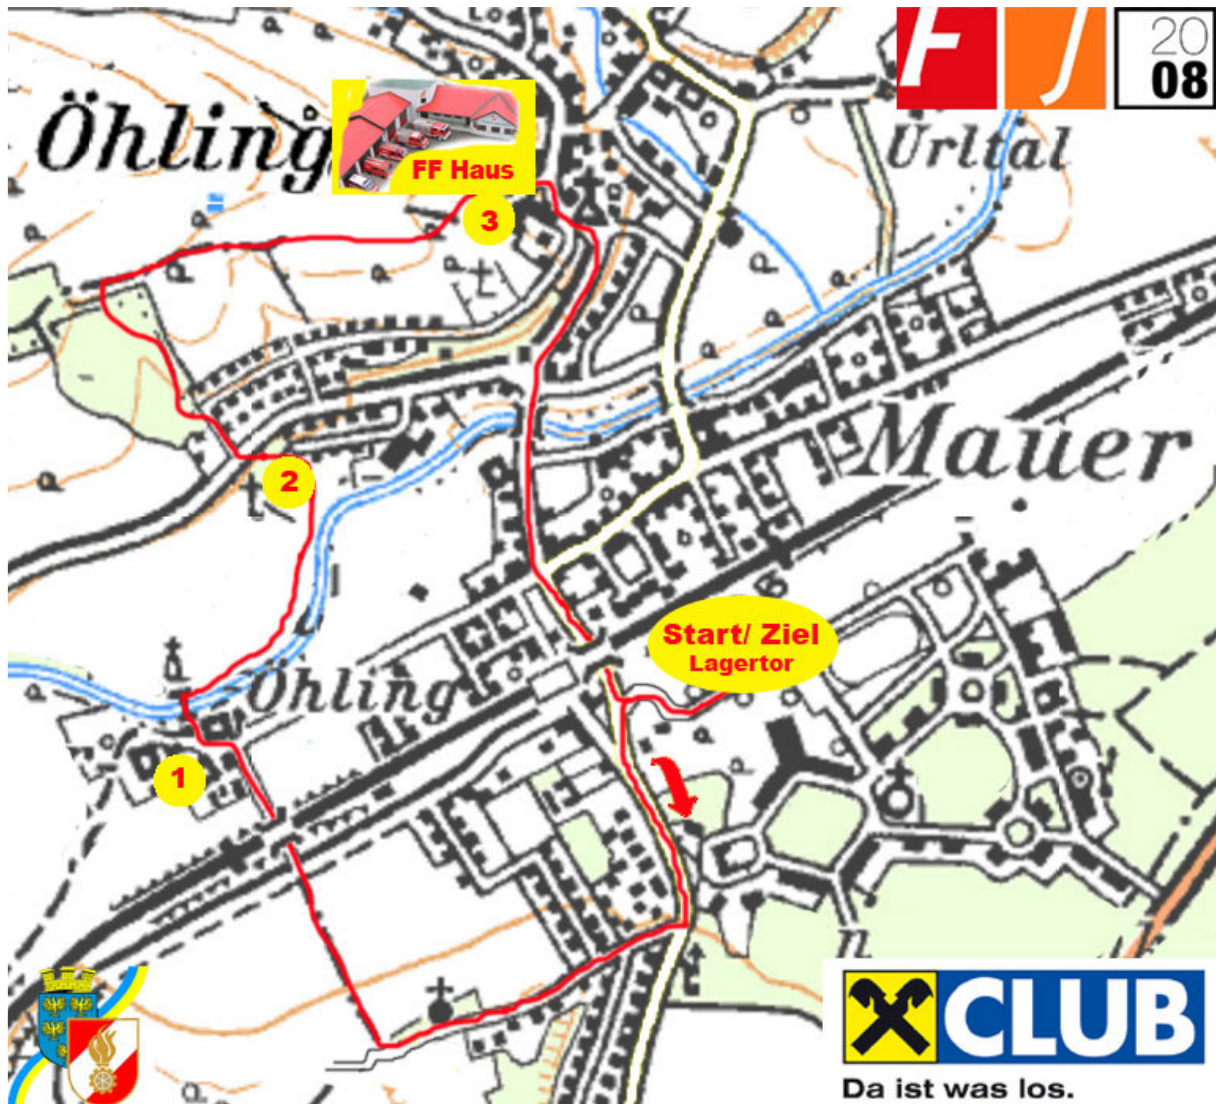 F J 20
08
Öhling
FF Haus
Urltal
3
Mauer
2
Start/ Ziel
Lagertor
Öhling
1
n
CLUB
Da ist was los.